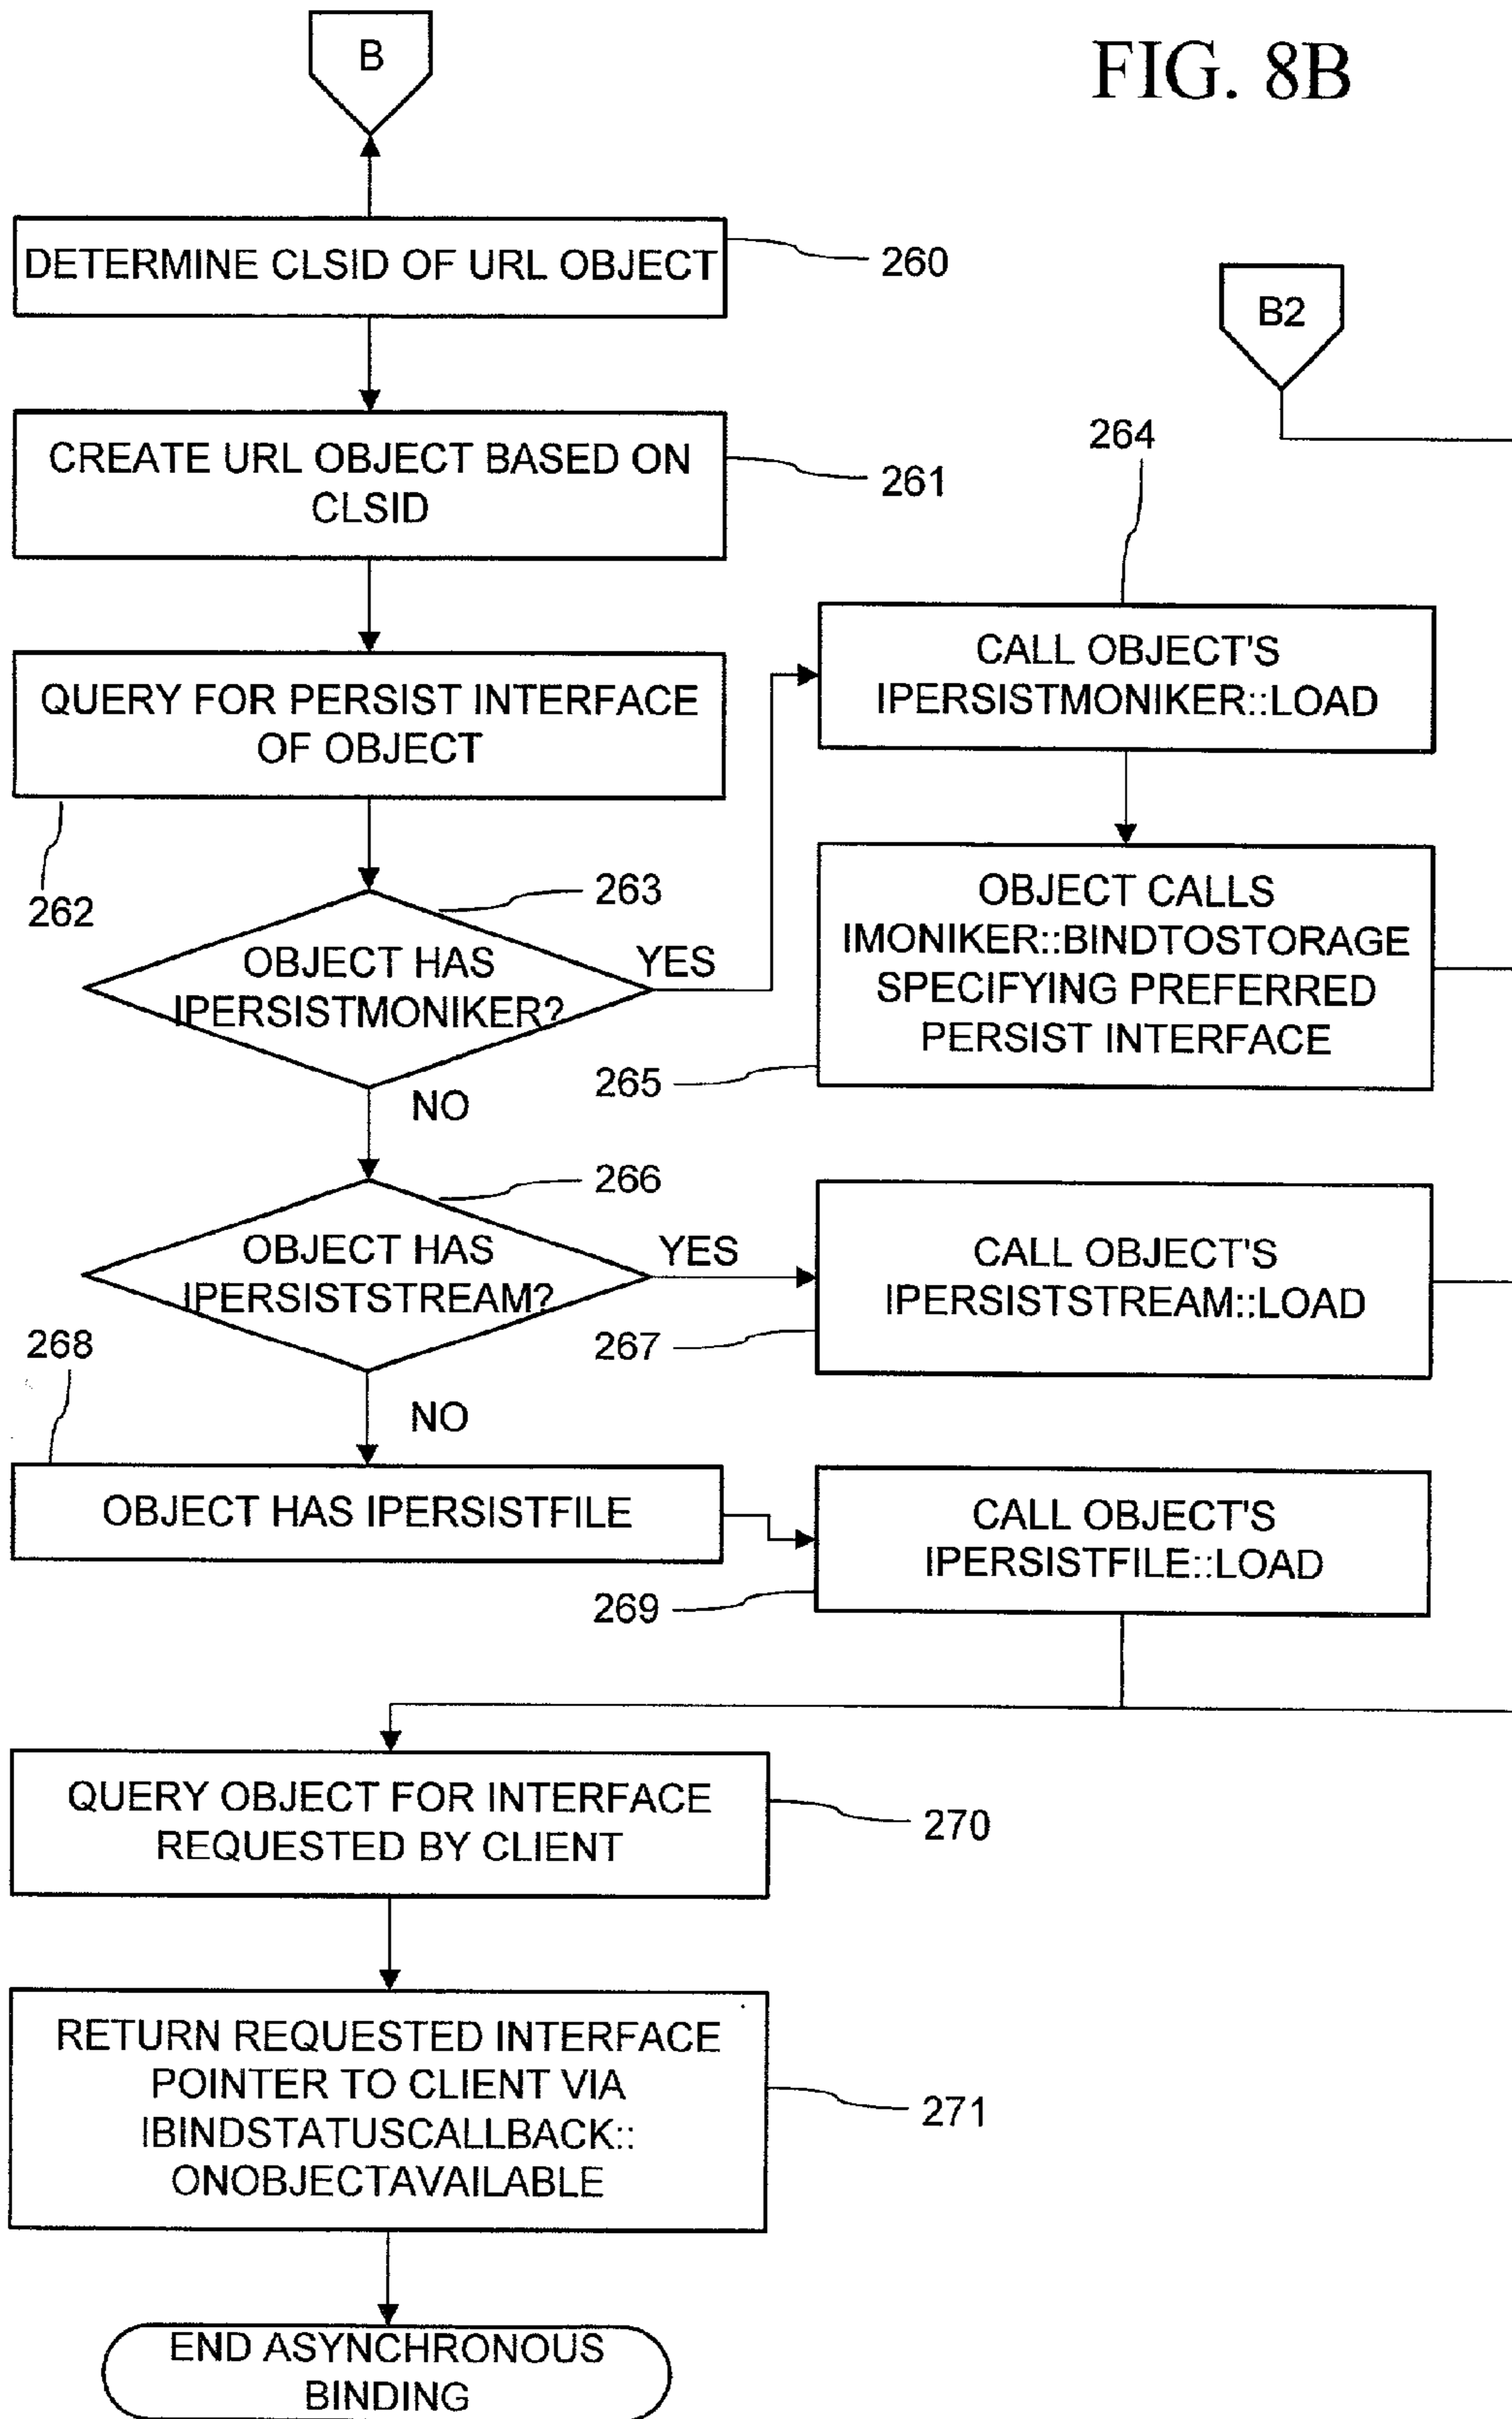 FIG. 8B
B
DETERMINE CLSID OF URL OBJECT
260
B2
CREATE URL OBJECT BASED ON
CLSID
261
264
QUERY FOR PERSIST INTERFACE
OF OBJECT
262
CALL OBJECT'S
IPERSISTMONIKER::LOAD
263
OBJECT HAS
IPERSISTMONIKER?
YES
NO
OBJECT CALLS
IMONIKER::BINDTOSTORAGE
SPECIFYING PREFERRED
PERSIST INTERFACE
265
266
OBJECT HAS
IPERSISTSTREAM?
YES
NO
CALL OBJECT'S
IPERSISTSTREAM::LOAD
267
268
OBJECT HAS IPERSISTFILE
CALL OBJECT'S
IPERSISTFILE::LOAD
269
QUERY OBJECT FOR INTERFACE
REQUESTED BY CLIENT
270
RETURN REQUESTED INTERFACE
POINTER TO CLIENT VIA
IBINDSTATUSCALLBACK::
ONOBJECTAVAILABLE
271
END ASYNCHRONOUS
BINDING